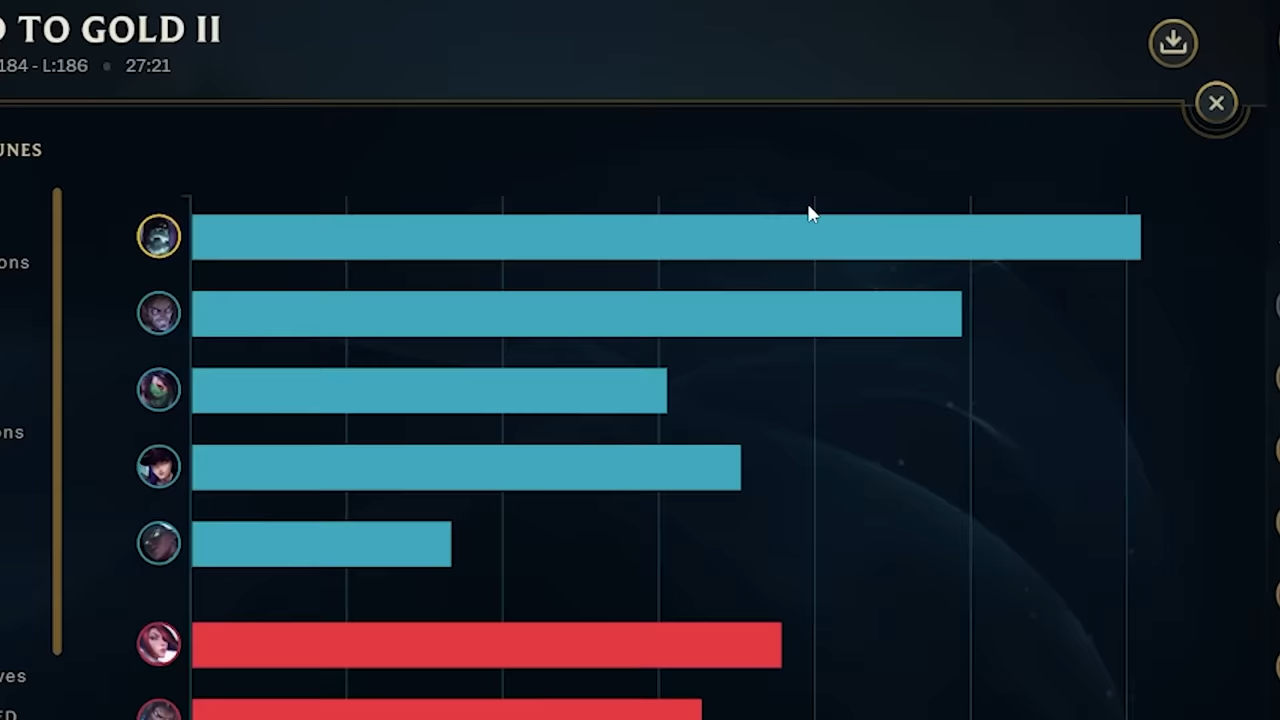 TO GOLD II
184 - L:186 • 27:21
UNES
ons
ons
ves